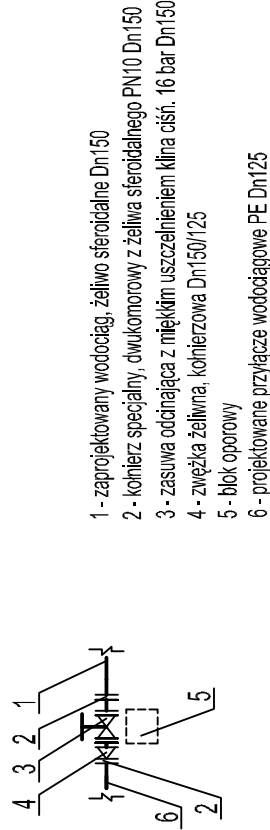 1 - zaprojektowany wodociąg, żeliwo sferoidalne Dn150
2 - kołnierz specjalny, dwukomorowy z żeliwa sferoidalnego PN10 Dn150
3 - zasuwa odcinająca z miękkim uszczelnieniem klina ciśń. 16 bar Dn150
4 - zwężka żeliwna, kołnierzowa Dn150/125
5 - blok oporowy
6 - projektowane przyłącze wodociągowe PE Dn125
4
3
2
1
6
2
5